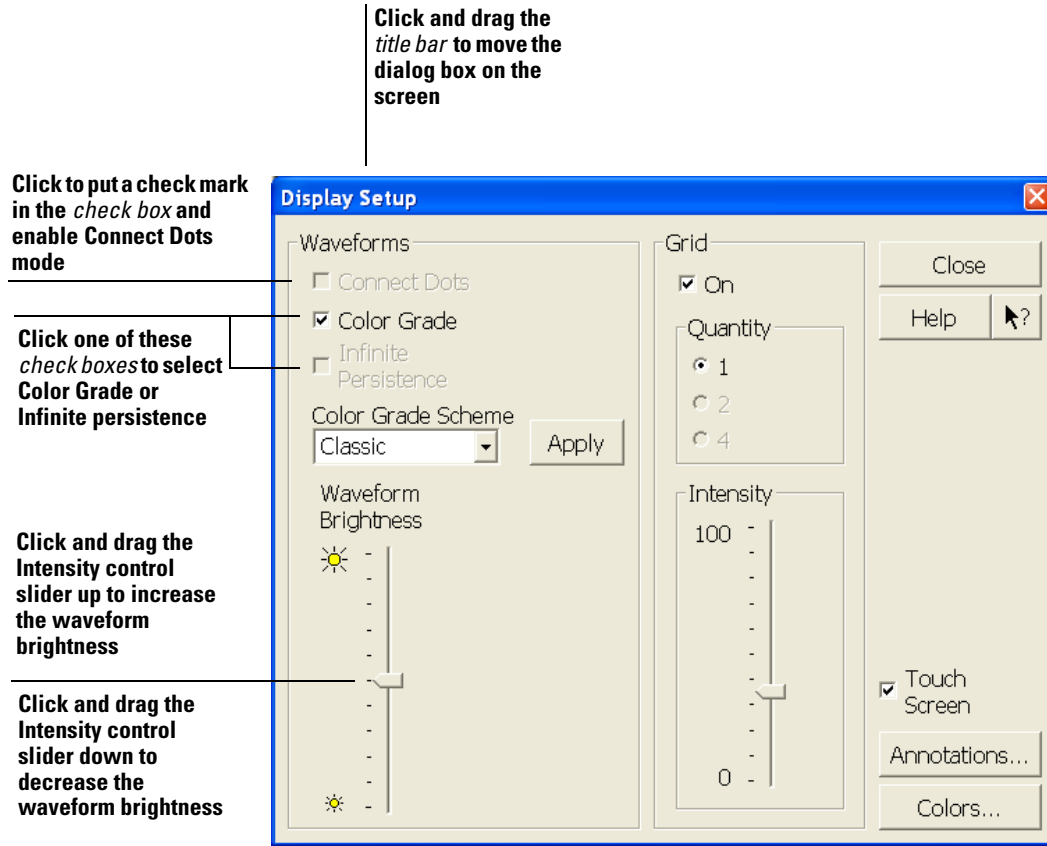 Click and drag the
title bar to move the
dialog box on the
screen
Click to put a check mark
in the check box and
enable Connect Dots
mode
Click one of these
check boxes to select
Color Grade or
Infinite persistence
Click and drag the
Intensity control
slider up to increase
the waveform
brightness
Click and drag the
Intensity control
slider down to
decrease the
waveform brightness
Display Setup
Waveforms
Connect Dots
Color Grade
Infinite
Persistence
Color Grade Scheme
Classic
Apply
Waveform
Brightness
Grid
On
Quantity
1
2
4
Intensity
100
0
Close
Help
?
Touch
Screen
Annotations...
Colors...